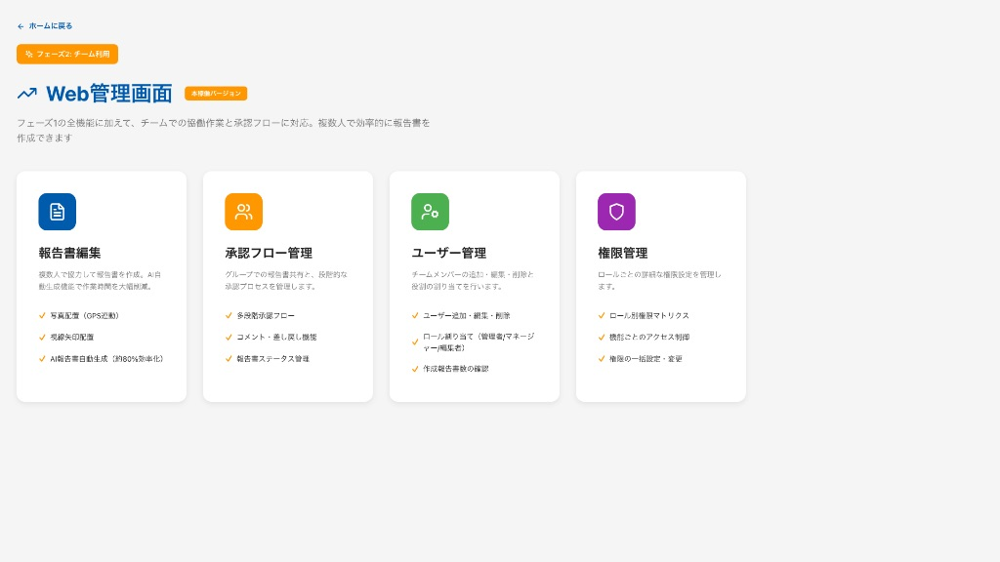 ← ホームに戻る
フェーズ2: チーム利用
Web管理画面
本稼働バージョン
フェーズ1の全機能に加えて、チームでの協働作業と承認フローに対応。複数人で効率的に報告書を
作成できます
報告書編集
複数人で協力して報告書を作成。AI自
動生成機能で作業時間を大幅削減。
写真配置（GPS連動）
視線矢印配置
AI報告書自動生成（約80%効率化）
承認フロー管理
グループでの報告書共有と、段階的な
承認プロセスを管理します。
多段階承認フロー
コメント・差し戻し機能
報告書ステータス管理
ユーザー管理
チームメンバーの追加・編集・削除と
役割の割り当てを行います。
ユーザー追加・編集・削除
ロール割り当て（管理者/マネージ
ャー/編集者）
作成報告書数の確認
権限管理
ロールごとの詳細な権限設定を管理し
ます。
ロール別権限マトリクス
機能ごとのアクセス制御
権限の一括設定・変更